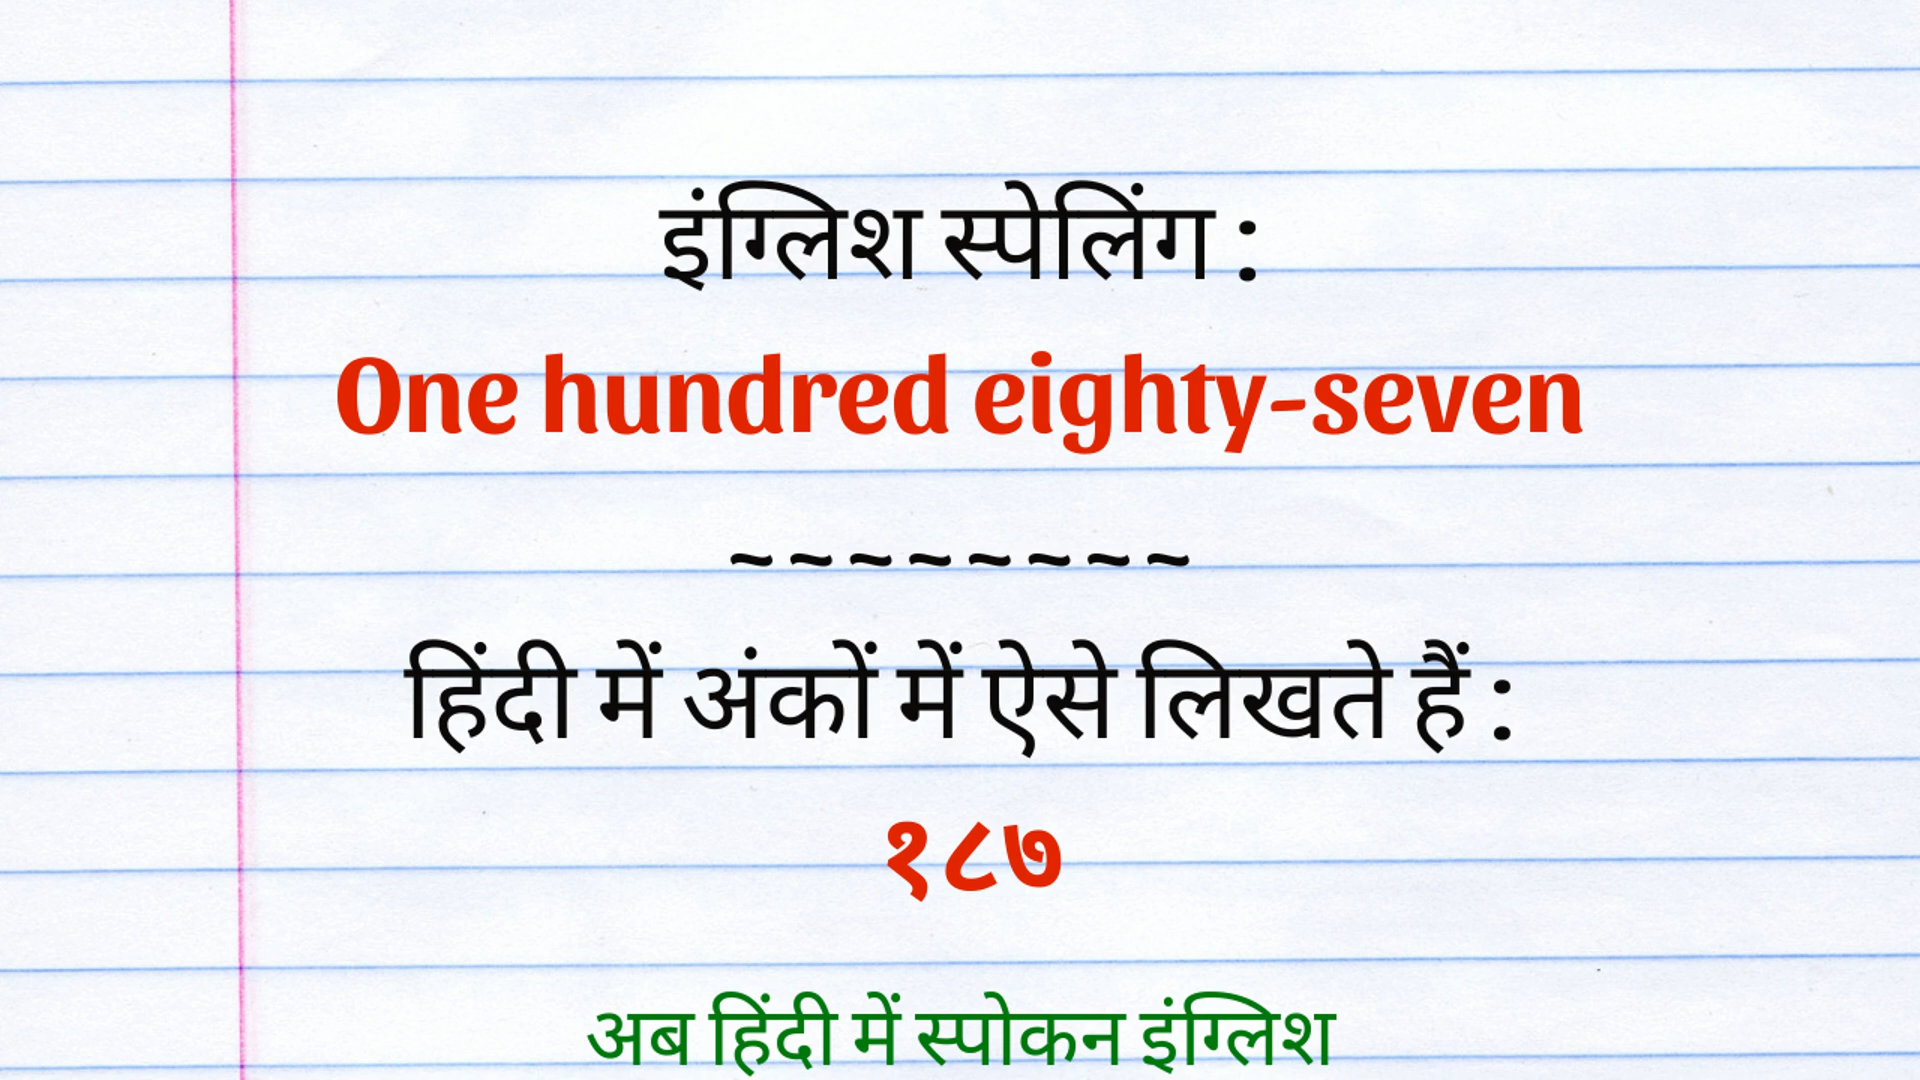 इंग्लिश स्पेलिंग :
One hundred eighty-seven
~~~~~~~~
हिंदी में अंकों में ऐसे लिखते हैं :
१८७
अब हिंदी में स्पोकन इंग्लिश